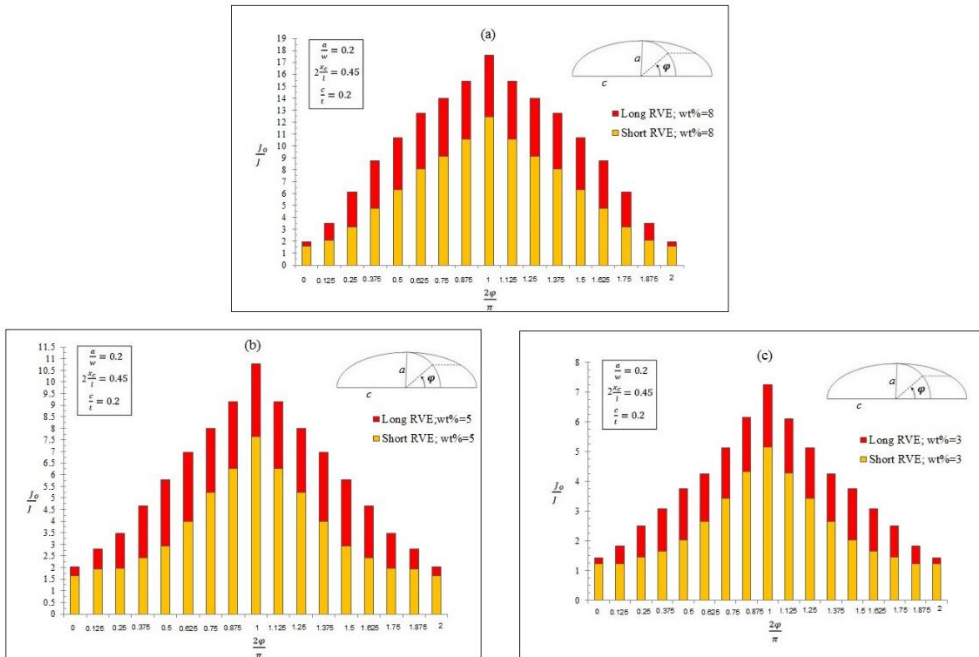 (a)
19
18
17
16
15
14
13
12
11
10
9
8
7
6
5
4
3
2
1
0
J₀/J
a/w = 0.2
2 x_c/l = 0.45
c/t = 0.2
a
φ
c
Long RVE; wt%=8
Short RVE; wt%=8
0 0.125 0.25 0.375 0.5 0.625 0.75 0.875 1 1.125 1.25 1.375 1.5 1.625 1.75 1.875 2
2φ/π
(b)
11.5
11
10.5
10
9.5
9
8.5
8
7.5
7
6.5
6
5.5
5
4.5
4
3.5
3
2.5
2
1.5
1
0.5
0
J₀/J
a/w = 0.2
2 x_c/l = 0.45
c/t = 0.2
a
φ
c
Long RVE;wt%=5
Short RVE; wt%=5
0 0.125 0.25 0.375 0.5 0.625 0.75 0.875 1 1.125 1.25 1.375 1.5 1.625 1.75 1.875 2
2φ/π
(c)
8
7
6
5
4
3
2
1
0
J₀/J
a/w = 0.2
2 x_c/l = 0.45
c/t = 0.2
a
φ
c
Long RVE; wt%=3
Short RVE; wt%=3
0 0.125 0.25 0.375 0.5 0.625 0.75 0.875 1 1.125 1.25 1.375 1.5 1.625 1.75 1.875 2
2φ/π